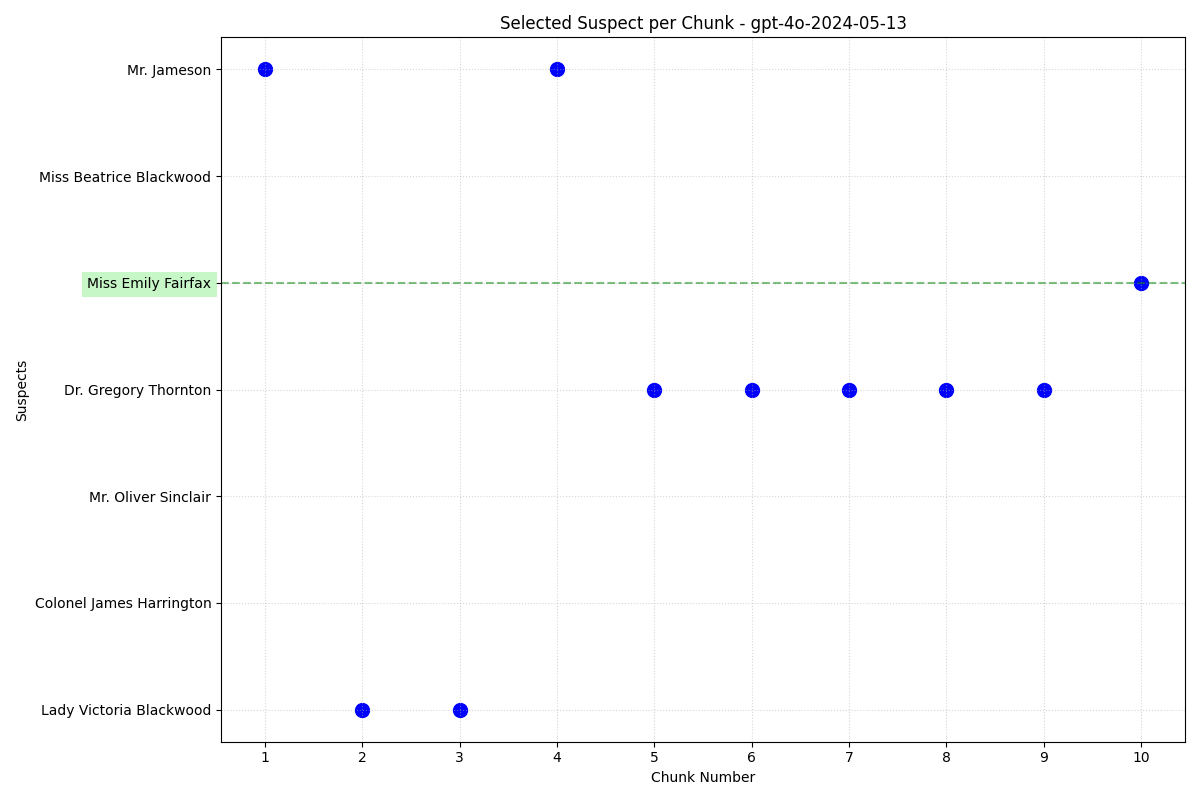 Selected Suspect per Chunk - gpt-4o-2024-05-13
Suspects
Mr. Jameson
Miss Beatrice Blackwood
Miss Emily Fairfax
Dr. Gregory Thornton
Mr. Oliver Sinclair
Colonel James Harrington
Lady Victoria Blackwood
1 2 3 4 5 6 7 8 9 10
Chunk Number